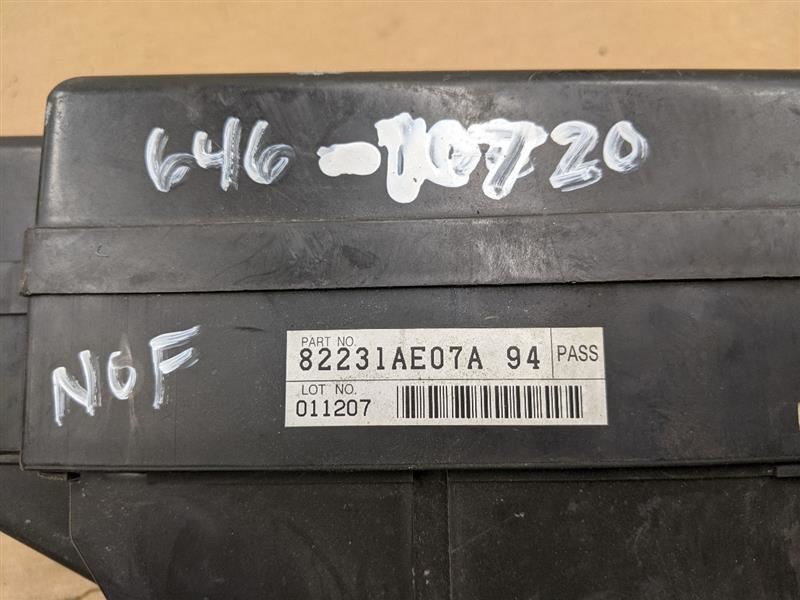 646-10720
NOF
PART NO.
82231AE07A 94 PASS
LOT NO.
011207